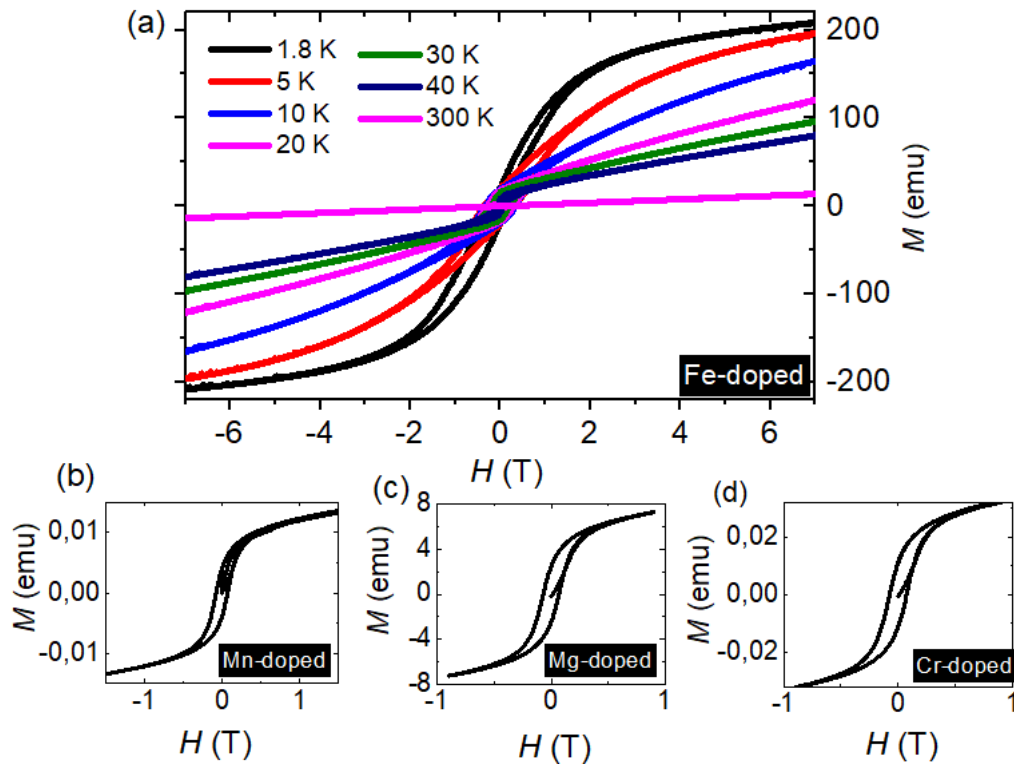 (a)
1.8 K
5 K
10 K
20 K
30 K
40 K
300 K
200
100
0
-100
-200
M (emu)
Fe-doped
-6 -4 -2 0 2 4 6
H (T)
(b)
0,01
0,00
-0,01
M (emu)
Mn-doped
-1 0 1
H (T)
(c)
8
4
0
-4
-8
M (emu)
Mg-doped
-1 0 1
H (T)
(d)
0,02
0,00
-0,02
M (emu)
Cr-doped
-1 0 1
H (T)